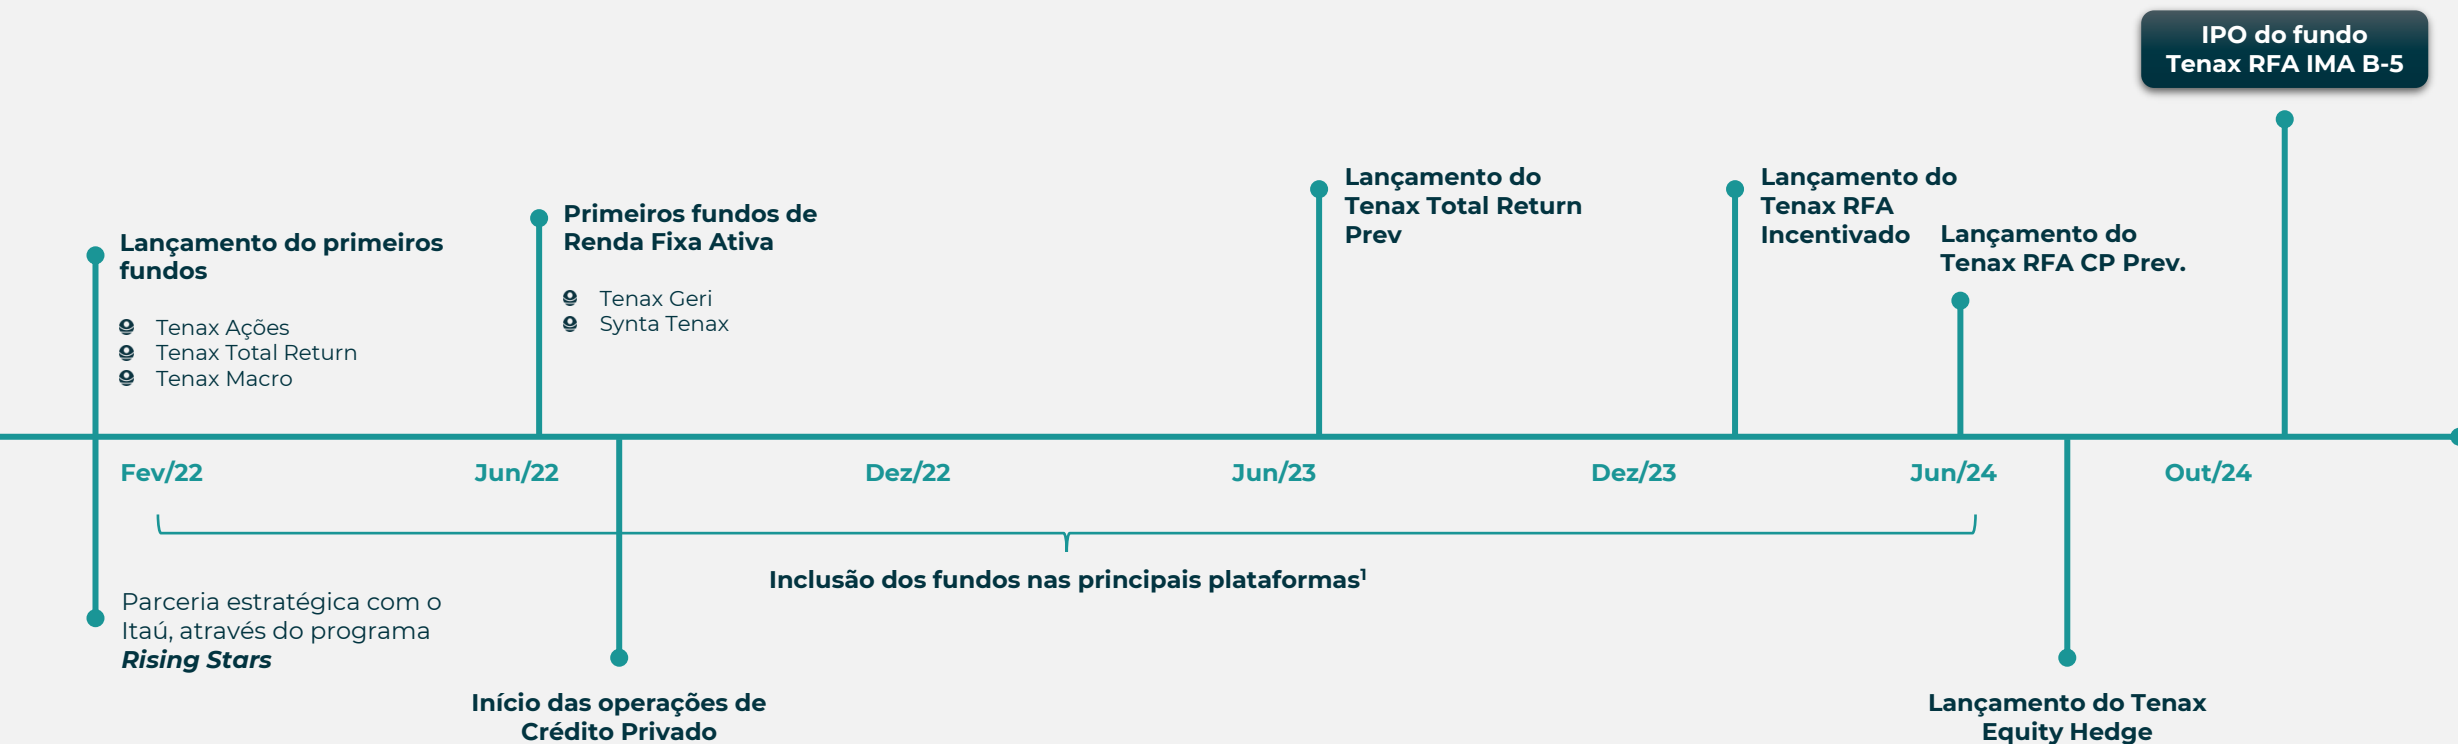 IPO do fundo
Tenax RFA IMA B-5
Lançamento do primeiros
fundos
Tenax Ações
Tenax Total Return
Tenax Macro
Primeiros fundos de
Renda Fixa Ativa
Tenax Geri
Synta Tenax
Lançamento do
Tenax Total Return
Prev
Lançamento do
Tenax RFA
Incentivado
Lançamento do
Tenax RFA CP Prev.
Fev/22
Jun/22
Dez/22
Jun/23
Dez/23
Jun/24
Out/24
Inclusão dos fundos nas principais plataformas¹
Parceria estratégica com o
Itaú, através do programa
Rising Stars
Início das operações de
Crédito Privado
Lançamento do Tenax
Equity Hedge